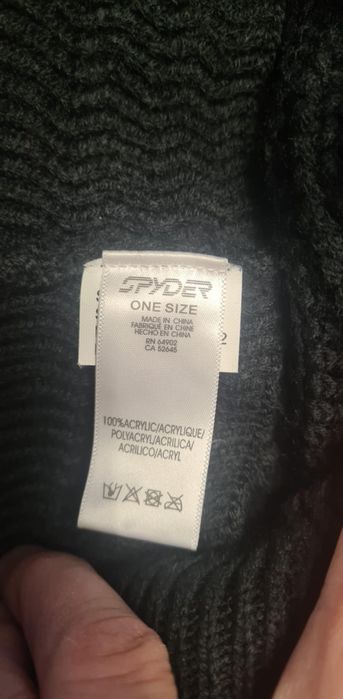 SPYDER
ONE SIZE
MADE IN CHINA
FABRIQUÉ EN CHINE
HECHO EN CHINA
RN 64902
CA 52645
100%ACRYLIC/ACRYLIQUE/
POLYACRYL/ACRILICA/
ACRILICO/ACRYL